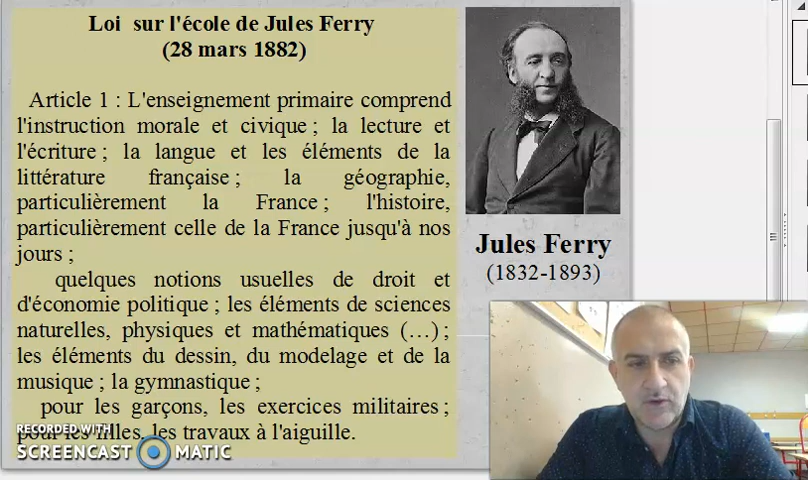 Loi sur l'école de Jules Ferry
(28 mars 1882)
Article 1 : L'enseignement primaire comprend
l'instruction morale et civique ; la lecture et
l'écriture ; la langue et les éléments de la
littérature française ; la géographie,
particulièrement la France ; l'histoire,
particulièrement celle de la France jusqu'à nos
jours ;
quelques notions usuelles de droit et
d'économie politique ; les éléments de sciences
naturelles, physiques et mathématiques (…) ;
les éléments du dessin, du modelage et de la
musique ; la gymnastique ;
pour les garçons, les exercices militaires ;
pour les filles, les travaux à l'aiguille.
Jules Ferry
(1832-1893)
RECORDED WITH
SCREENCAST MATIC